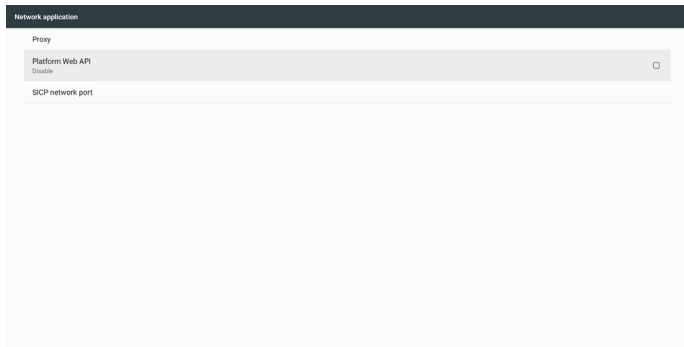 Network application
Proxy
Platform Web API
Disable
SICP network port